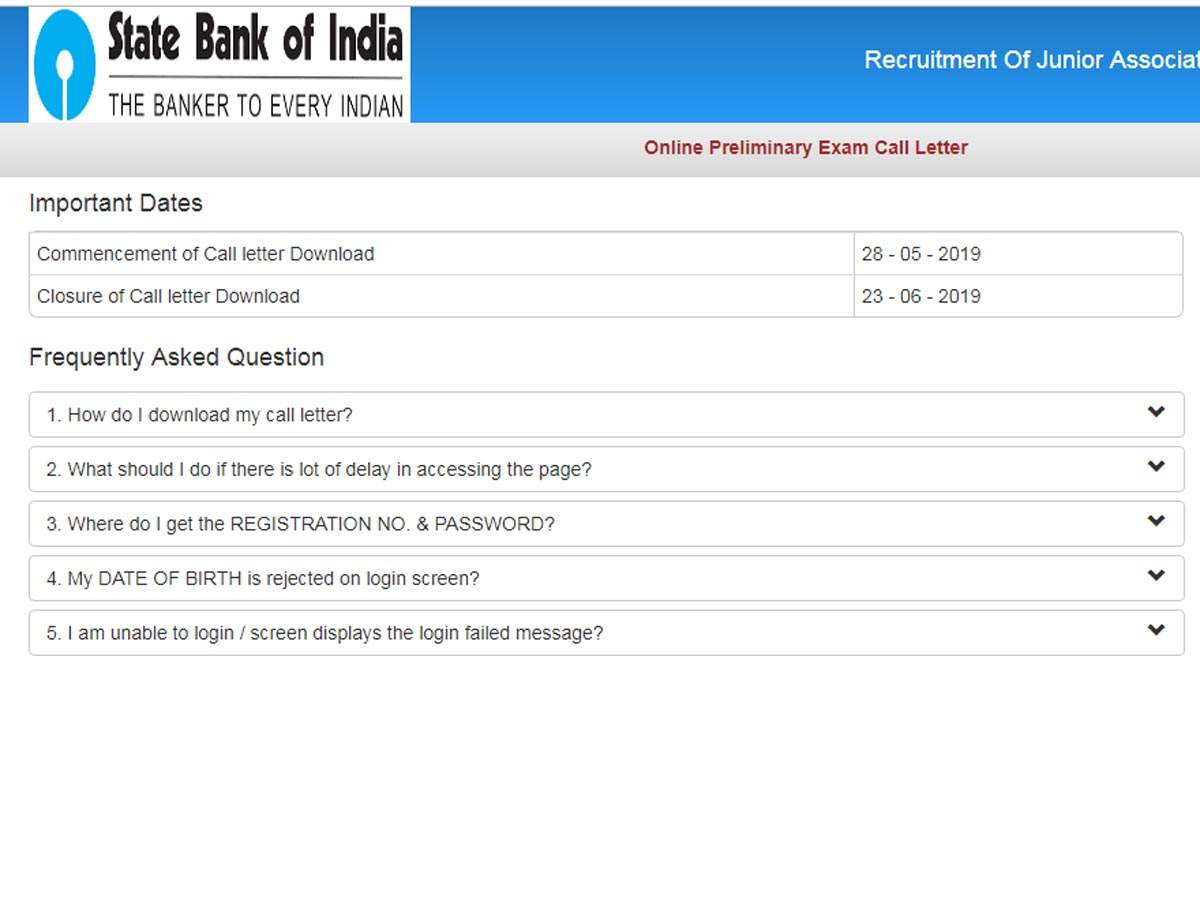 State Bank of India
THE BANKER TO EVERY INDIAN
Recruitment Of Junior Associat
Online Preliminary Exam Call Letter
Important Dates
Commencement of Call letter Download 28 - 05 - 2019
Closure of Call letter Download 23 - 06 - 2019
Frequently Asked Question
1. How do I download my call letter?
2. What should I do if there is lot of delay in accessing the page?
3. Where do I get the REGISTRATION NO. & PASSWORD?
4. My DATE OF BIRTH is rejected on login screen?
5. I am unable to login / screen displays the login failed message?